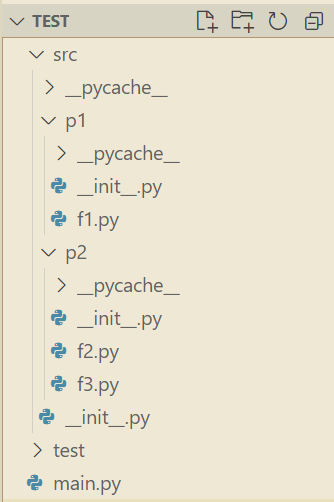 TEST
src
__pycache__
p1
__pycache__
__init__.py
f1.py
p2
__pycache__
__init__.py
f2.py
f3.py
__init__.py
test
main.py